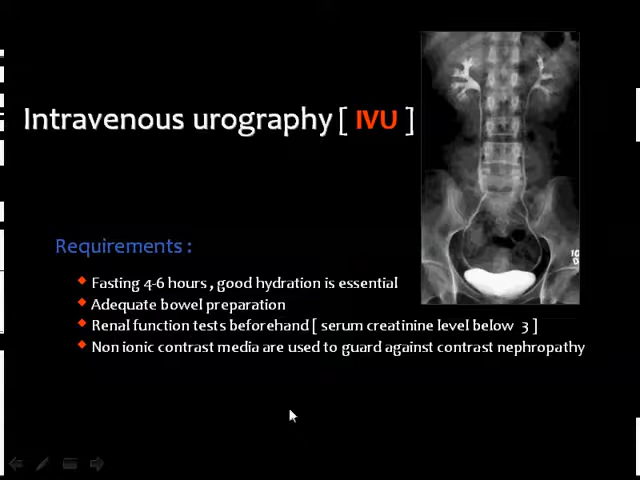 Intravenous urography [ IVU ]
Requirements :
Fasting 4-6 hours , good hydration is essential
Adequate bowel preparation
Renal function tests beforehand [ serum creatinine level below 3 ]
Non ionic contrast media are used to guard against contrast nephropathy